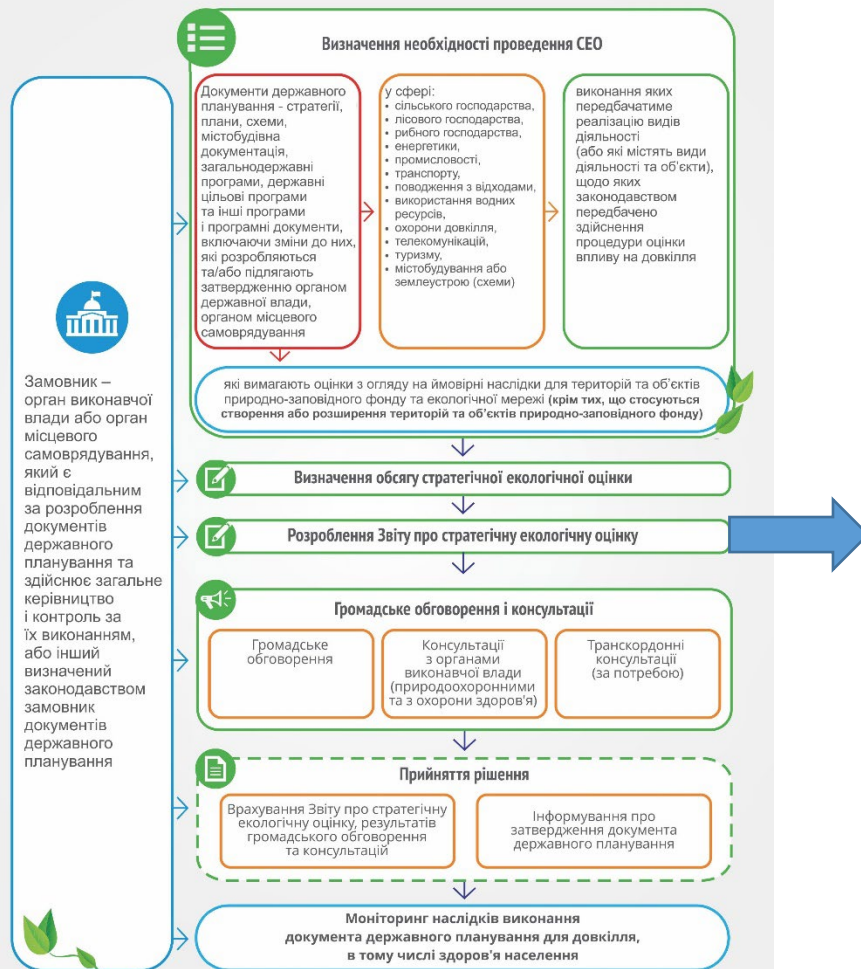 Визначення необхідності проведення СЕО
Документи державного
планування - стратегії,
плани, схеми,
містобудівна
документація,
загальнодержавні
програми, державні
цільові програми
та інші програми
і програмні документи,
включаючи зміни до них,
які розробляються
та/або підлягають
затвердженню органом
державної влади,
органом місцевого
самоврядування
у сфері:
• сільського господарства,
• лісового господарства,
• рибного господарства,
• енергетики,
• промисловості,
• транспорту,
• поводження з відходами,
• використання водних
ресурсів,
• охорони довкілля,
• телекомунікацій,
• туризму,
• містобудування або
землеустрою (схеми)
виконання яких
передбачатиме
реалізацію видів
діяльності
(або які містять види
діяльності та об'єкти),
щодо яких
законодавством
передбачено
здійснення
процедури оцінки
впливу на довкілля
які вимагають оцінки з огляду на ймовірні наслідки для територій та об'єктів
природно-заповідного фонду та екологічної мережі (крім тих, що стосуються
створення або розширення територій та об'єктів природно-заповідного фонду)
Замовник –
орган виконавчої
влади або орган
місцевого
самоврядування,
який є
відповідальним
за розроблення
документів
державного
планування та
здійснює загальне
керівництво
і контроль за
їх виконанням,
або інший
визначений
законодавством
замовник
документів
державного
планування
Визначення обсягу стратегічної екологічної оцінки
Розроблення Звіту про стратегічну екологічну оцінку
Громадське обговорення і консультації
Громадське
обговорення
Консультації
з органами
виконавчої влади
(природоохоронними
та з охорони здоров'я)
Транскордонні
консультації
(за потребою)
Прийняття рішення
Врахування Звіту про стратегічну
екологічну оцінку, результатів
громадського обговорення
та консультацій
Інформування про
затвердження документа
державного планування
Моніторинг наслідків виконання
документа державного планування для довкілля,
в тому числі здоров'я населення